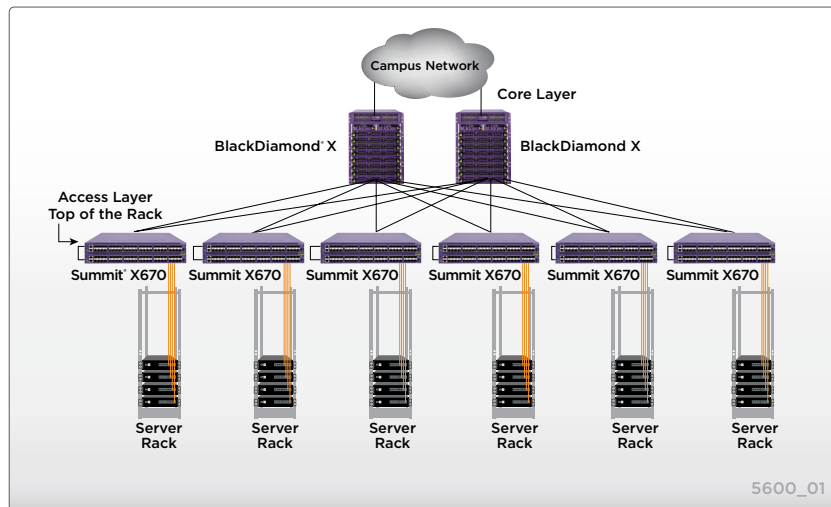 Campus Network
Core Layer
BlackDiamond® X
BlackDiamond X
Access Layer
Top of the Rack
Summit® X670
Summit X670
Summit X670
Summit X670
Summit X670
Summit X670
Server
Rack
Server
Rack
Server
Rack
Server
Rack
Server
Rack
Server
Rack
5600_01